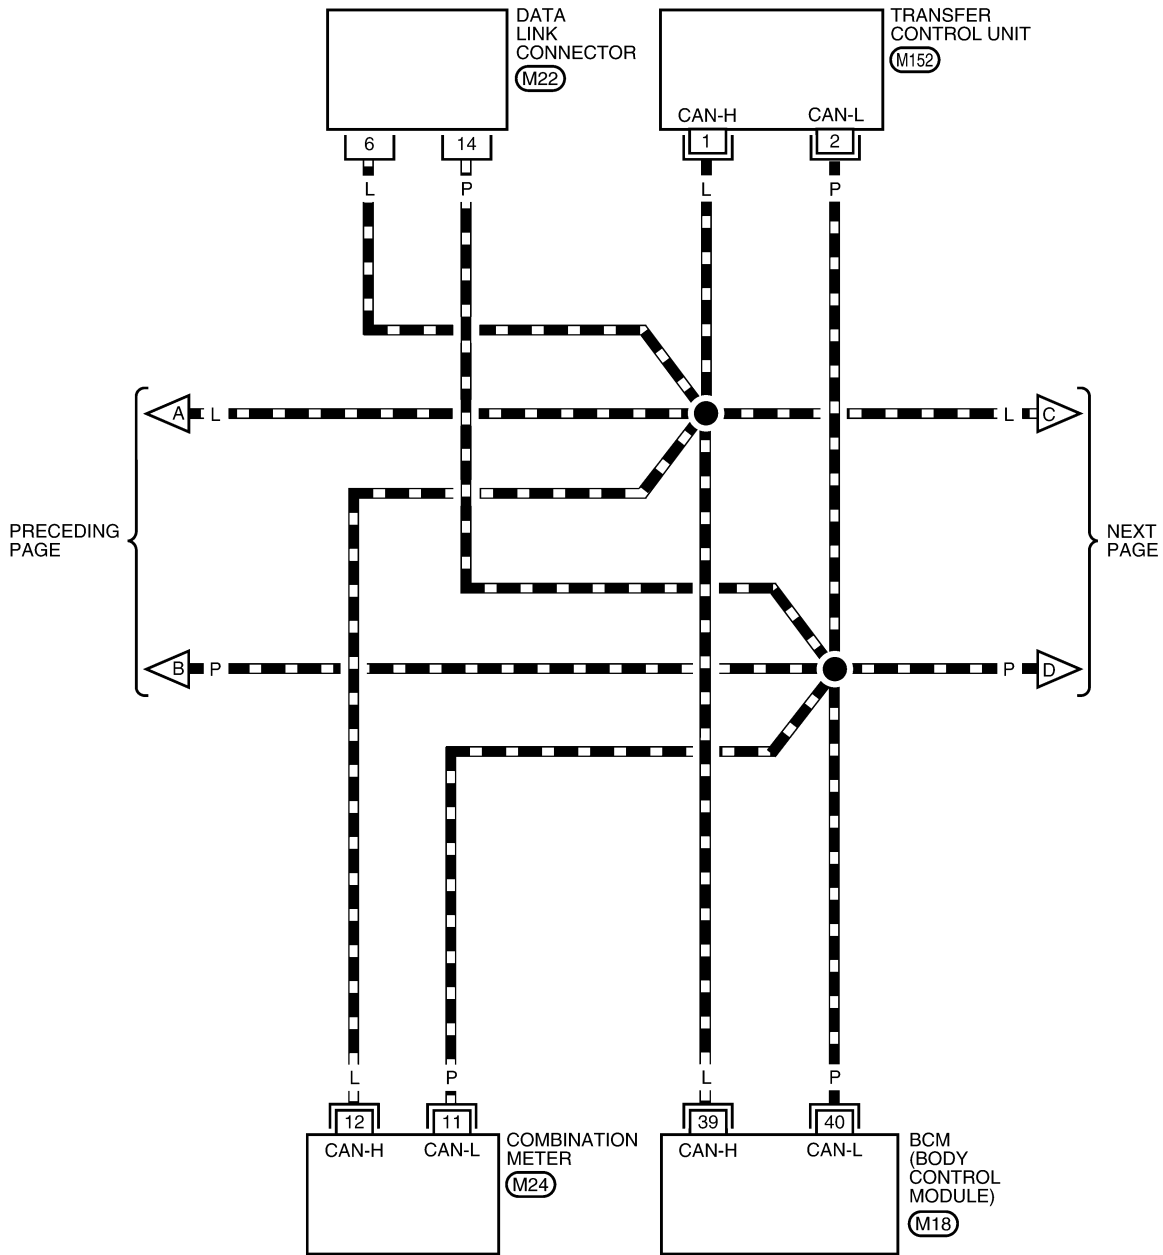 DATA
LINK
CONNECTOR
M22
TRANSFER
CONTROL UNIT
M152
CAN-H
CAN-L
6
14
1
2
L
P
L
P
A
L
L
C
PRECEDING
PAGE
NEXT
PAGE
B
P
P
D
L
P
L
P
12
11
39
40
CAN-H
CAN-L
COMBINATION
METER
M24
CAN-H
CAN-L
BCM
(BODY
CONTROL
MODULE)
M18